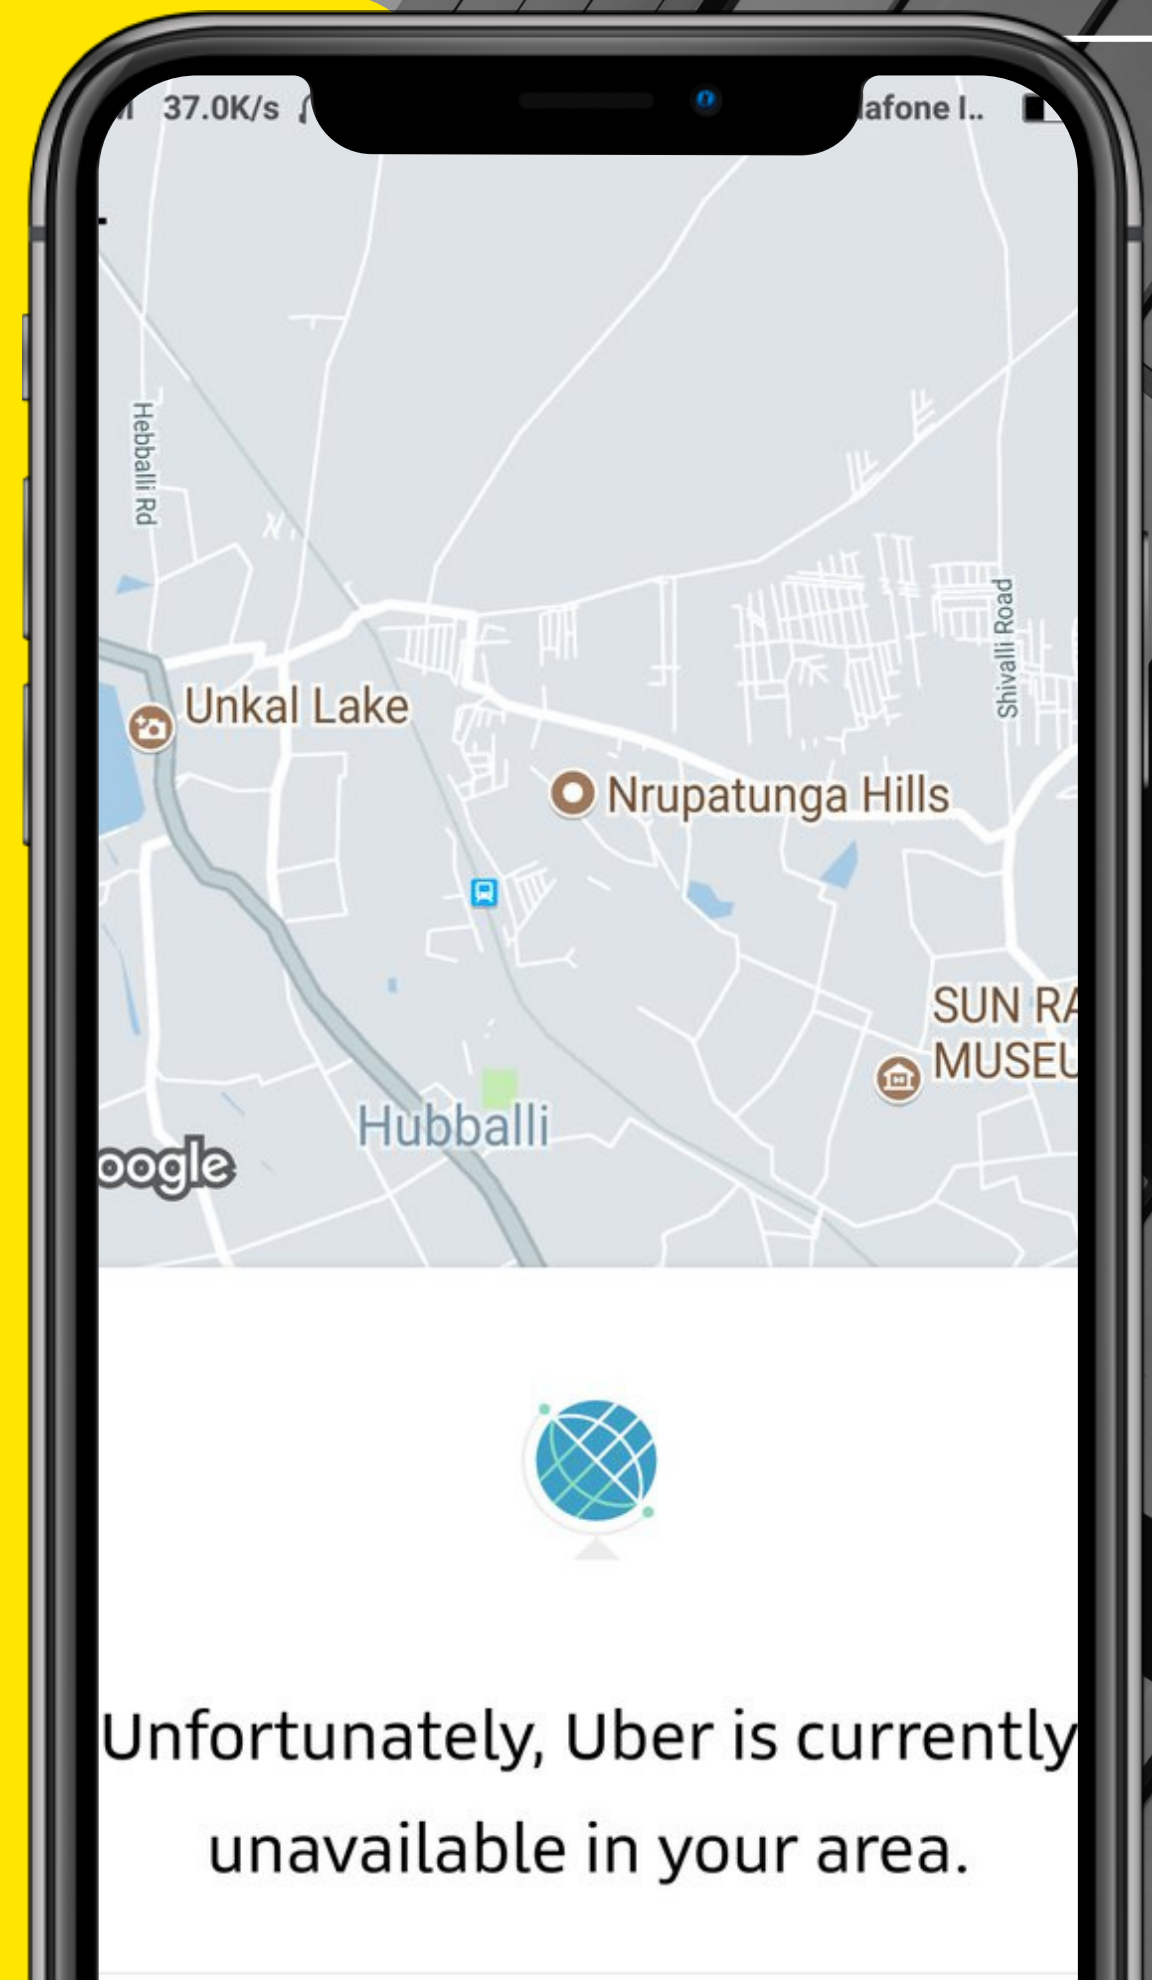 37.0K/s
afone I..
Hebballi Rd
Shivalli Road
Unkal Lake
Nrupatunga Hills
SUN RA
MUSEU
Hubballi
oogle
Unfortunately, Uber is currently
unavailable in your area.